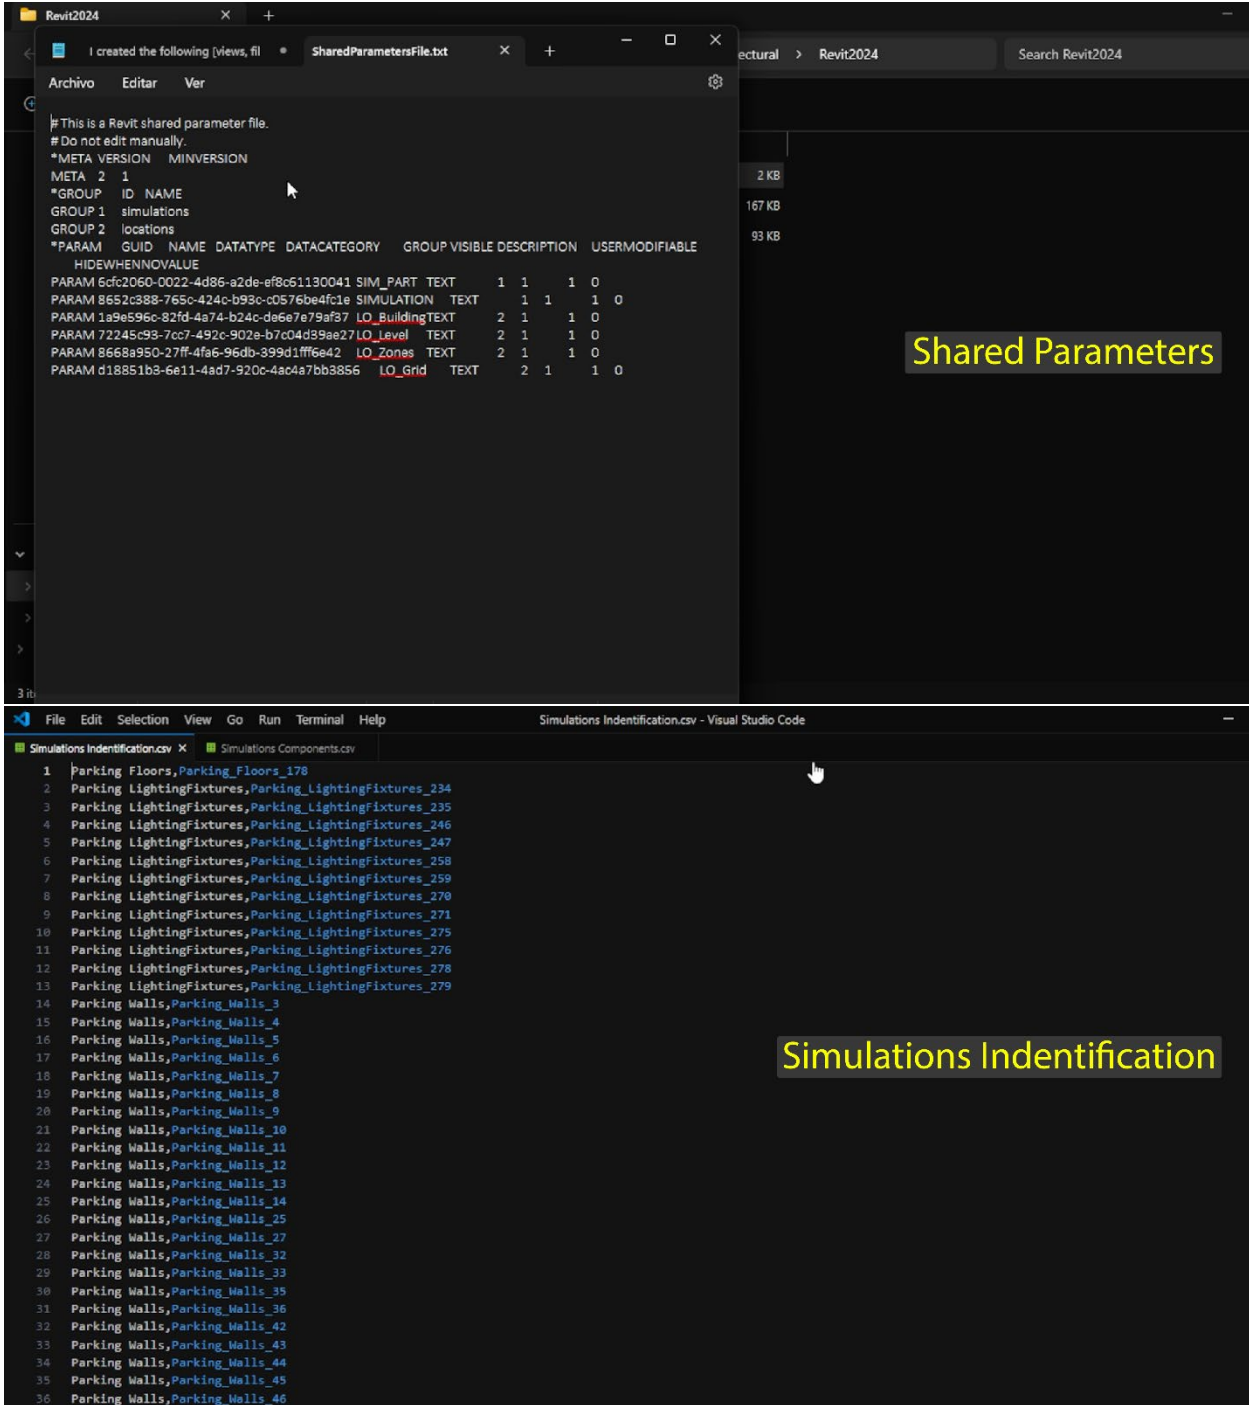 Revit2024
I created the following [views, fil
SharedParametersFile.txt
ectural > Revit2024
Search Revit2024
Archivo Editar Ver
# This is a Revit shared parameter file.
# Do not edit manually.
*META VERSION MINVERSION
META 2 1
*GROUP ID NAME
GROUP 1 simulations
GROUP 2 locations
*PARAM GUID NAME DATATYPE DATACATEGORY GROUP VISIBLE DESCRIPTION USERMODIFIABLE
HIDEWHENNOVALUE
PARAM 6cfc2060-0022-4d86-a2de-ef8c61130041 SIM_PART TEXT 1 1 1 0
PARAM 8652c388-765c-424c-b93c-c0576be4fc1e SIMULATION TEXT 1 1 1 0
PARAM 1a9e596c-82fd-4a74-b24c-de6e7e79af37 LO_Building TEXT 2 1 1 0
PARAM 72245c93-7cc7-492c-902e-b7c04d39ae27 LO_Level TEXT 2 1 1 0
PARAM 8668a950-27ff-4fa6-96db-399d1fff6e42 LO_Zones TEXT 2 1 1 0
PARAM d18851b3-6e11-4ad7-920c-4ac4a7bb3856 LO_Grid TEXT 2 1 1 0
2 KB
167 KB
93 KB
Shared Parameters
3 it
File Edit Selection View Go Run Terminal Help
Simulations Indentification.csv - Visual Studio Code
Simulations Indentification.csv
Simulations Components.csv
1 Parking Floors,Parking_Floors_178
2 Parking LightingFixtures,Parking_LightingFixtures_234
3 Parking LightingFixtures,Parking_LightingFixtures_235
4 Parking LightingFixtures,Parking_LightingFixtures_246
5 Parking LightingFixtures,Parking_LightingFixtures_247
6 Parking LightingFixtures,Parking_LightingFixtures_258
7 Parking LightingFixtures,Parking_LightingFixtures_259
8 Parking LightingFixtures,Parking_LightingFixtures_270
9 Parking LightingFixtures,Parking_LightingFixtures_271
10 Parking LightingFixtures,Parking_LightingFixtures_275
11 Parking LightingFixtures,Parking_LightingFixtures_276
12 Parking LightingFixtures,Parking_LightingFixtures_278
13 Parking LightingFixtures,Parking_LightingFixtures_279
14 Parking Walls,Parking_Walls_3
15 Parking Walls,Parking_Walls_4
16 Parking Walls,Parking_Walls_5
17 Parking Walls,Parking_Walls_6
18 Parking Walls,Parking_Walls_7
19 Parking Walls,Parking_Walls_8
20 Parking Walls,Parking_Walls_9
21 Parking Walls,Parking_Walls_10
22 Parking Walls,Parking_Walls_11
23 Parking Walls,Parking_Walls_12
24 Parking Walls,Parking_Walls_13
25 Parking Walls,Parking_Walls_14
26 Parking Walls,Parking_Walls_25
27 Parking Walls,Parking_Walls_27
28 Parking Walls,Parking_Walls_32
29 Parking Walls,Parking_Walls_33
30 Parking Walls,Parking_Walls_35
31 Parking Walls,Parking_Walls_36
32 Parking Walls,Parking_Walls_42
33 Parking Walls,Parking_Walls_43
34 Parking Walls,Parking_Walls_44
35 Parking Walls,Parking_Walls_45
36 Parking Walls,Parking_Walls_46
Simulations Indentification